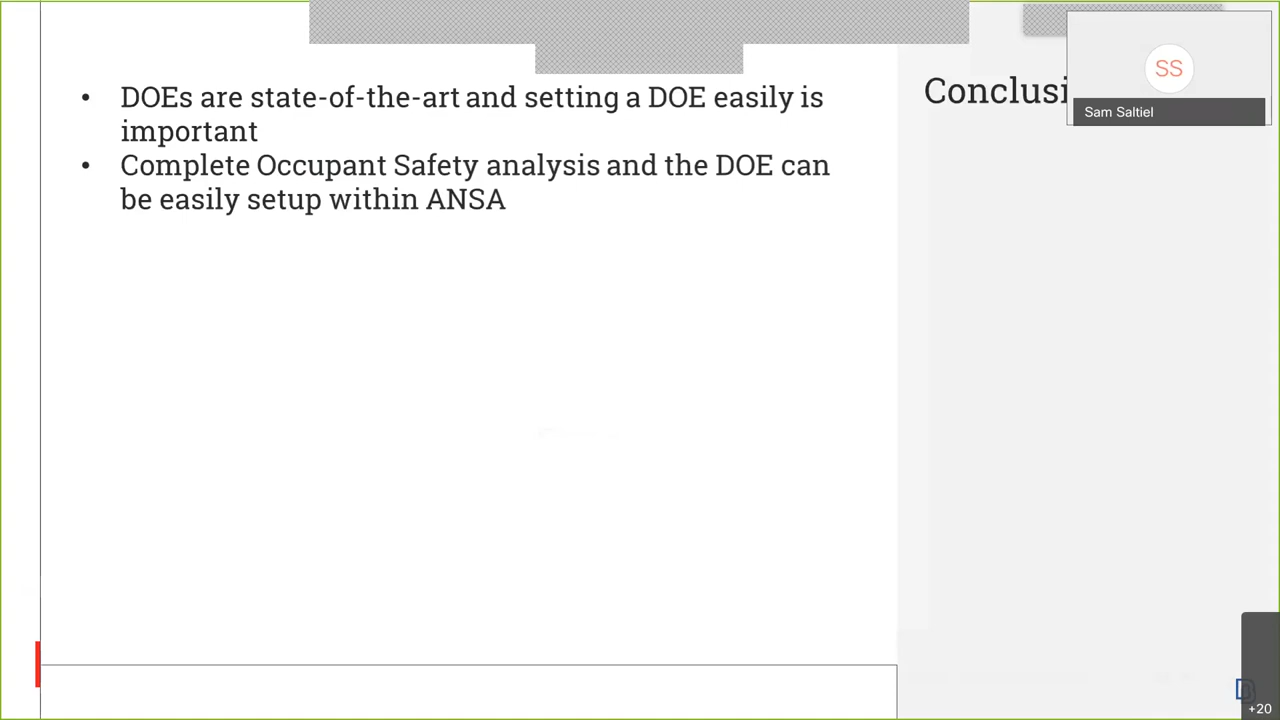 • DOEs are state-of-the-art and setting a DOE easily is
important
• Complete Occupant Safety analysis and the DOE can
be easily setup within ANSA
Conclusi
SS
Sam Saltiel
+20